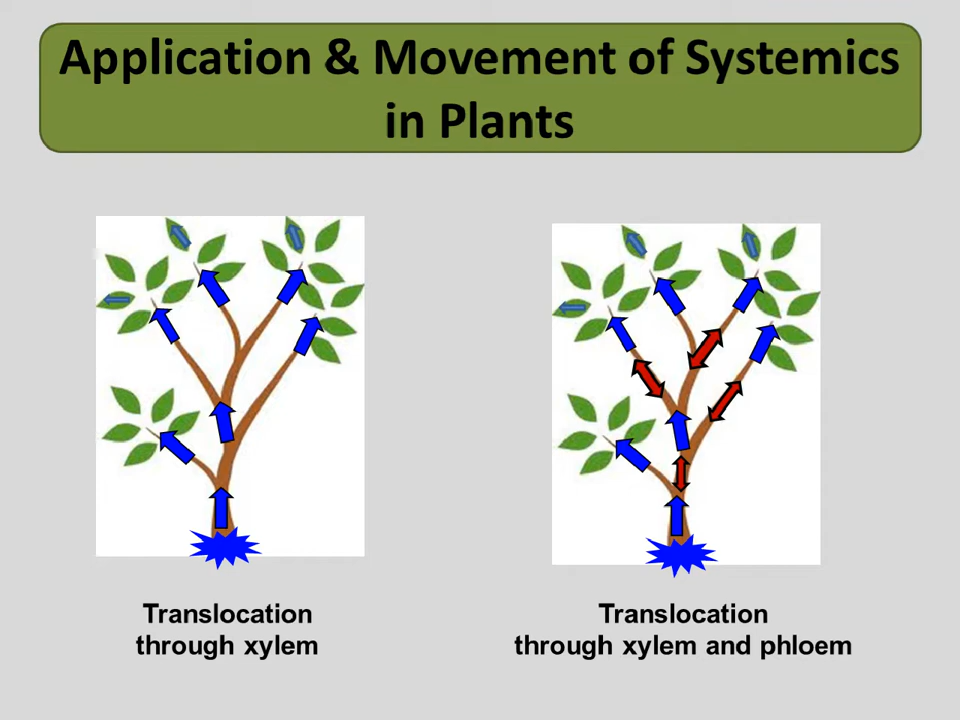 Application & Movement of Systemics
in Plants
Translocation
through xylem
Translocation
through xylem and phloem